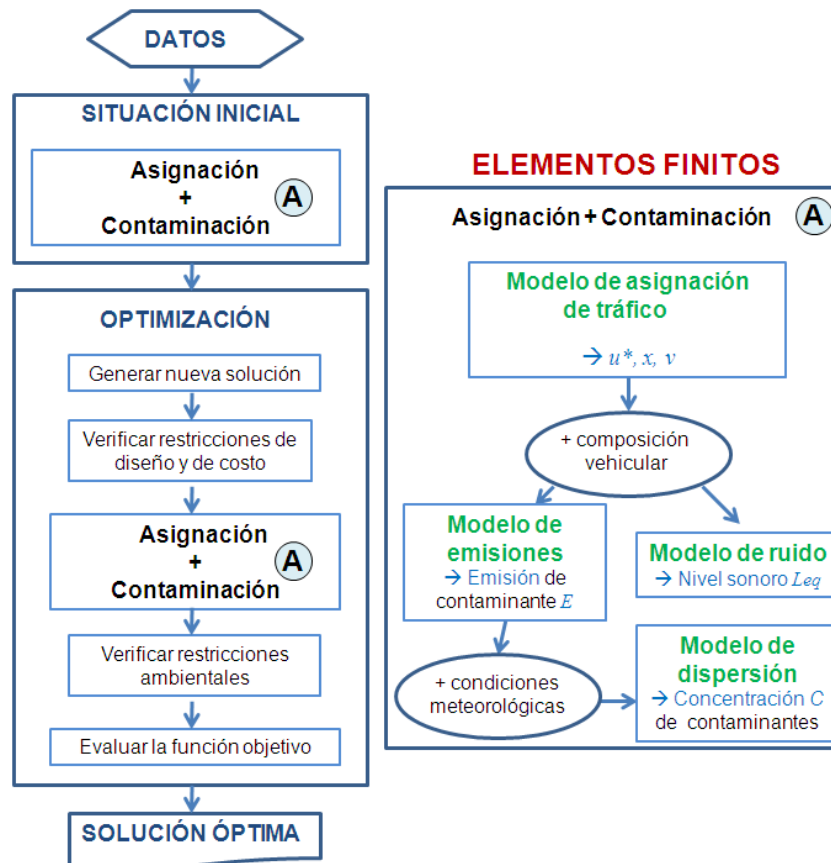 DATOS
SITUACIÓN INICIAL
Asignación
+
Contaminación
A
OPTIMIZACIÓN
Generar nueva solución
Verificar restricciones de
diseño y de costo
Asignación
+
Contaminación
A
Verificar restricciones
ambientales
Evaluar la función objetivo
SOLUCIÓN ÓPTIMA
ELEMENTOS FINITOS
Asignación + Contaminación A
Modelo de asignación
de tráfico
→ u*, x, v
+ composición
vehicular
Modelo de
emisiones
→ Emisión de
contaminante E
Modelo de ruido
→ Nivel sonoro Leq
+ condiciones
meteorológicas
Modelo de
dispersión
→ Concentración C
de contaminantes